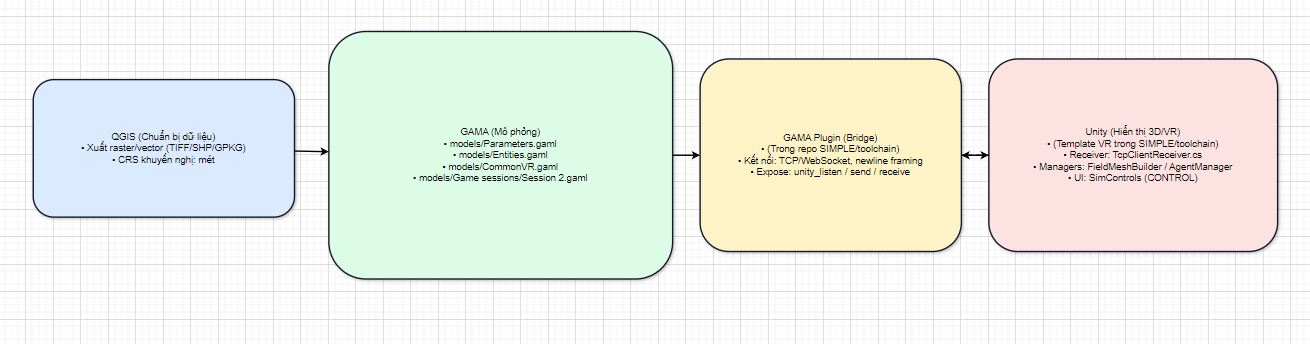 QGIS (Chuẩn bị dữ liệu)
• Xuất raster/vector (TIFF/SHP/GPKG)
• CRS khuyến nghị: mét
GAMA (Mô phỏng)
• models/Parameters.gaml
• models/Entities.gaml
• models/CommonVR.gaml
• models/Game sessions/Session 2.gaml
GAMA Plugin (Bridge)
• (Trong repo SIMPLE/toolchain)
• Kết nối: TCP/WebSocket, newline framing
• Expose: unity_listen / send / receive
Unity (Hiển thị 3D/VR)
• (Template VR trong SIMPLE/toolchain)
• Receiver: TcpClientReceiver.cs
• Managers: FieldMeshBuilder / AgentManager
• UI: SimControls (CONTROL)